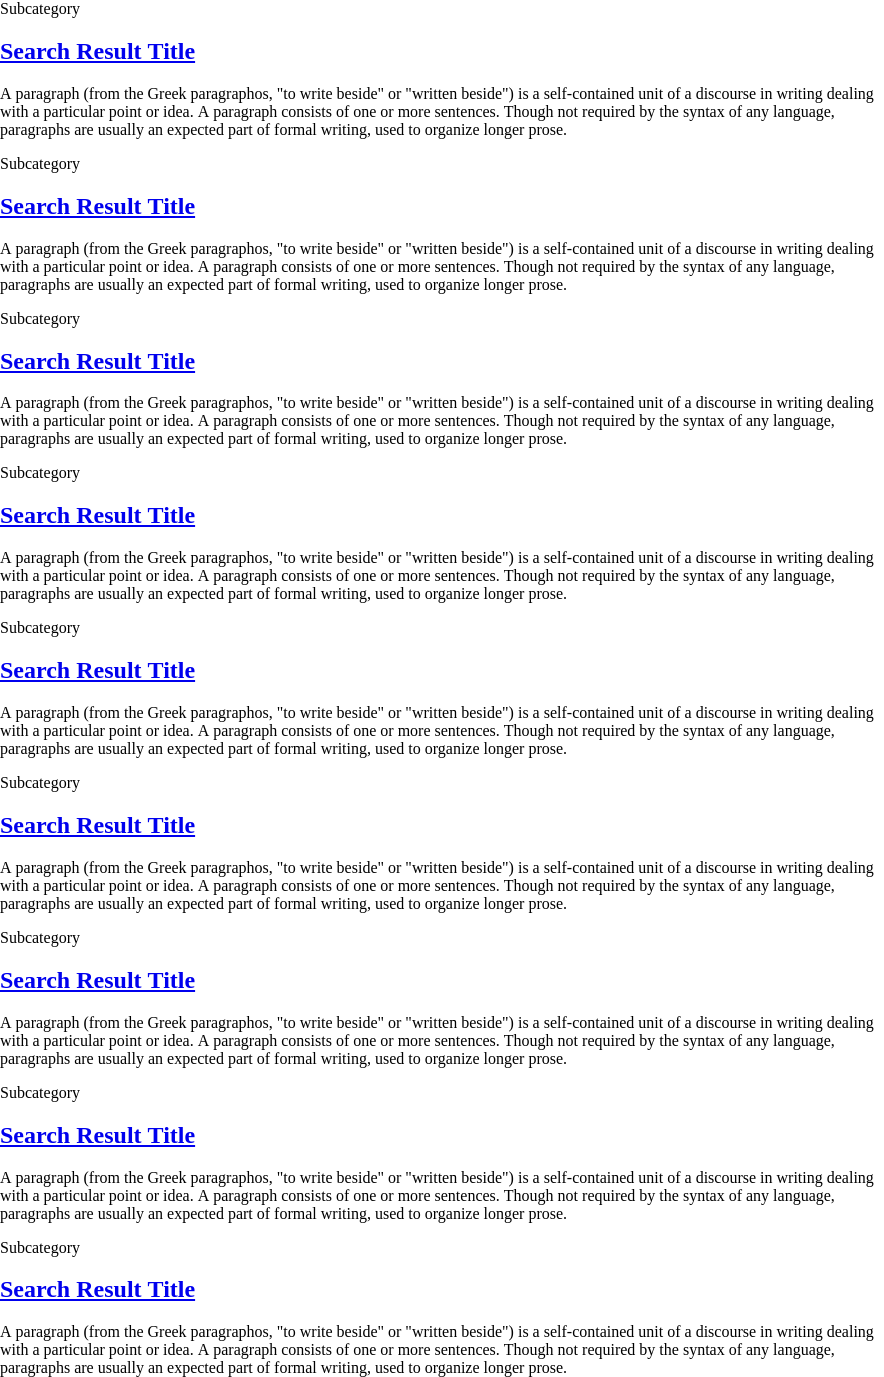 Subcategory
Search Result Title
A paragraph (from the Greek paragraphos, "to write beside" or "written beside") is a self-contained unit of a discourse in writing dealing
with a particular point or idea. A paragraph consists of one or more sentences. Though not required by the syntax of any language,
paragraphs are usually an expected part of formal writing, used to organize longer prose.
Subcategory
Search Result Title
A paragraph (from the Greek paragraphos, "to write beside" or "written beside") is a self-contained unit of a discourse in writing dealing
with a particular point or idea. A paragraph consists of one or more sentences. Though not required by the syntax of any language,
paragraphs are usually an expected part of formal writing, used to organize longer prose.
Subcategory
Search Result Title
A paragraph (from the Greek paragraphos, "to write beside" or "written beside") is a self-contained unit of a discourse in writing dealing
with a particular point or idea. A paragraph consists of one or more sentences. Though not required by the syntax of any language,
paragraphs are usually an expected part of formal writing, used to organize longer prose.
Subcategory
Search Result Title
A paragraph (from the Greek paragraphos, "to write beside" or "written beside") is a self-contained unit of a discourse in writing dealing
with a particular point or idea. A paragraph consists of one or more sentences. Though not required by the syntax of any language,
paragraphs are usually an expected part of formal writing, used to organize longer prose.
Subcategory
Search Result Title
A paragraph (from the Greek paragraphos, "to write beside" or "written beside") is a self-contained unit of a discourse in writing dealing
with a particular point or idea. A paragraph consists of one or more sentences. Though not required by the syntax of any language,
paragraphs are usually an expected part of formal writing, used to organize longer prose.
Subcategory
Search Result Title
A paragraph (from the Greek paragraphos, "to write beside" or "written beside") is a self-contained unit of a discourse in writing dealing
with a particular point or idea. A paragraph consists of one or more sentences. Though not required by the syntax of any language,
paragraphs are usually an expected part of formal writing, used to organize longer prose.
Subcategory
Search Result Title
A paragraph (from the Greek paragraphos, "to write beside" or "written beside") is a self-contained unit of a discourse in writing dealing
with a particular point or idea. A paragraph consists of one or more sentences. Though not required by the syntax of any language,
paragraphs are usually an expected part of formal writing, used to organize longer prose.
Subcategory
Search Result Title
A paragraph (from the Greek paragraphos, "to write beside" or "written beside") is a self-contained unit of a discourse in writing dealing
with a particular point or idea. A paragraph consists of one or more sentences. Though not required by the syntax of any language,
paragraphs are usually an expected part of formal writing, used to organize longer prose.
Subcategory
Search Result Title
A paragraph (from the Greek paragraphos, "to write beside" or "written beside") is a self-contained unit of a discourse in writing dealing
with a particular point or idea. A paragraph consists of one or more sentences. Though not required by the syntax of any language,
paragraphs are usually an expected part of formal writing, used to organize longer prose.